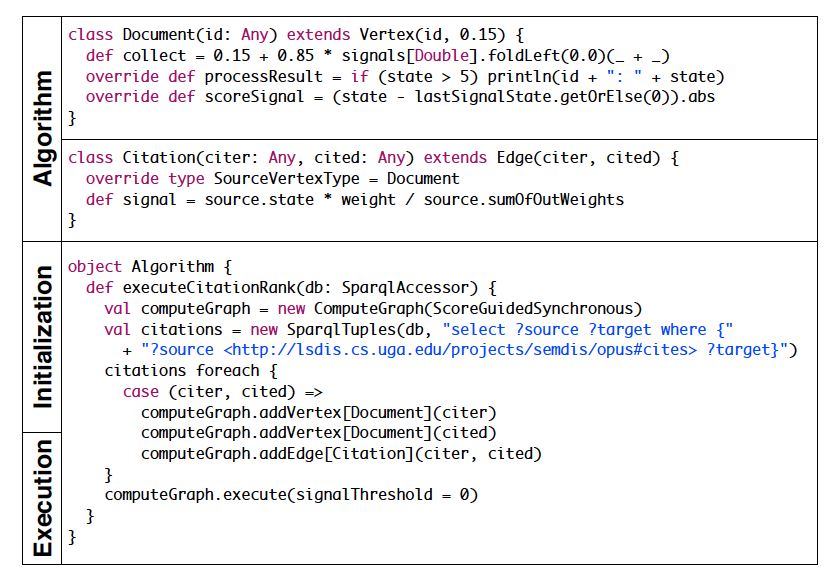 Algorithm
class Document(id: Any) extends Vertex(id, 0.15) {
  def collect = 0.15 + 0.85 * signals[Double].foldLeft(0.0)(_ + _)
  override def processResult = if (state > 5) println(id + ": " + state)
  override def scoreSignal = (state - lastSignalState.getOrElse(0)).abs
}
class Citation(citer: Any, cited: Any) extends Edge(citer, cited) {
  override type SourceVertexType = Document
  def signal = source.state * weight / source.sumOfOutWeights
}
Initialization
object Algorithm {
  def executeCitationRank(db: SparqlAccessor) {
    val computeGraph = new ComputeGraph(ScoreGuidedSynchronous)
    val citations = new SparqlTuples(db, "select ?source ?target where {"
      + "?source <http://lsdis.cs.uga.edu/projects/semdis/opus#cites> ?target}")
    citations foreach {
      case (citer, cited) =>
        computeGraph.addVertex[Document](citer)
        computeGraph.addVertex[Document](cited)
        computeGraph.addEdge[Citation](citer, cited)
    }
Execution
    computeGraph.execute(signalThreshold = 0)
  }
}